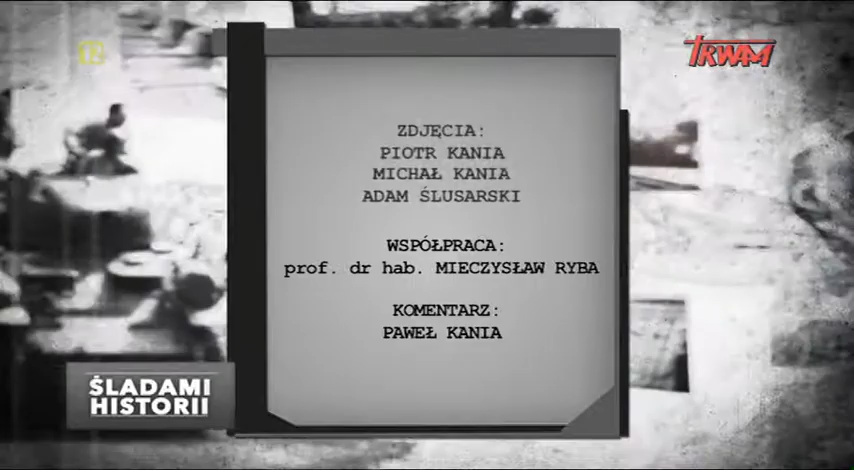 TRWAM
ZDJĘCIA:
PIOTR KANIA
MICHAŁ KANIA
ADAM ŚLUSARSKI
WSPÓŁPRACA:
prof. dr hab. MIECZYSŁAW RYBA
KOMENTARZ:
PAWEŁ KANIA
ŚLADAMI
HISTORII